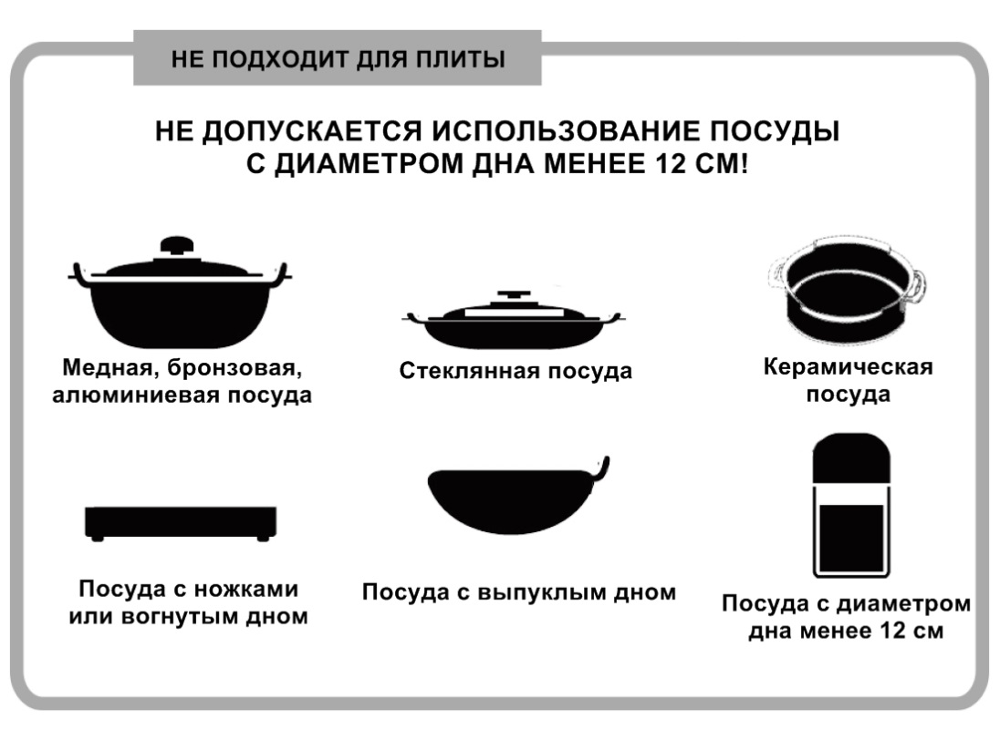 НЕ ПОДХОДИТ ДЛЯ ПЛИТЫ
НЕ ДОПУСКАЕТСЯ ИСПОЛЬЗОВАНИЕ ПОСУДЫ
С ДИАМЕТРОМ ДНА МЕНЕЕ 12 СМ!
Медная, бронзовая,
алюминиевая посуда
Стеклянная посуда
Керамическая
посуда
Посуда с ножками
или вогнутым дном
Посуда с выпуклым дном
Посуда с диаметром
дна менее 12 см